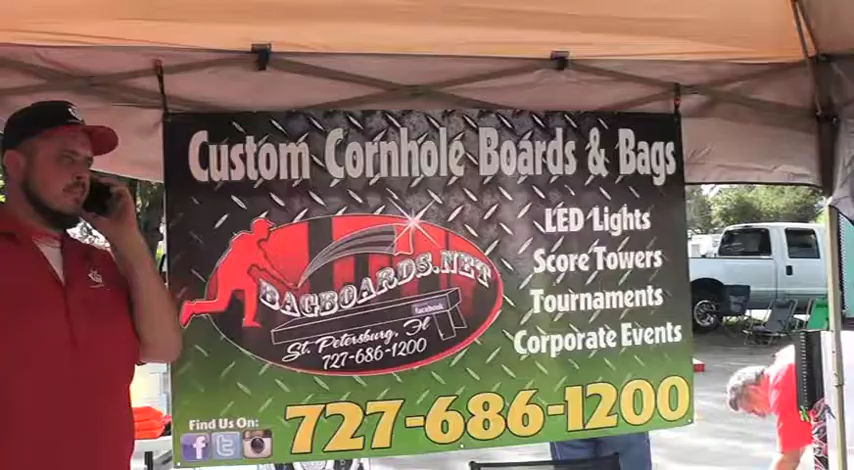 Custom Cornhole Boards & Bags
LED Lights
Score Towers
Tournaments
Corporate Events
BAGBOARDS.NET
facebook
St. Petersburg, Fl
727-686-1200
727-686-1200
Find Us On:
f t